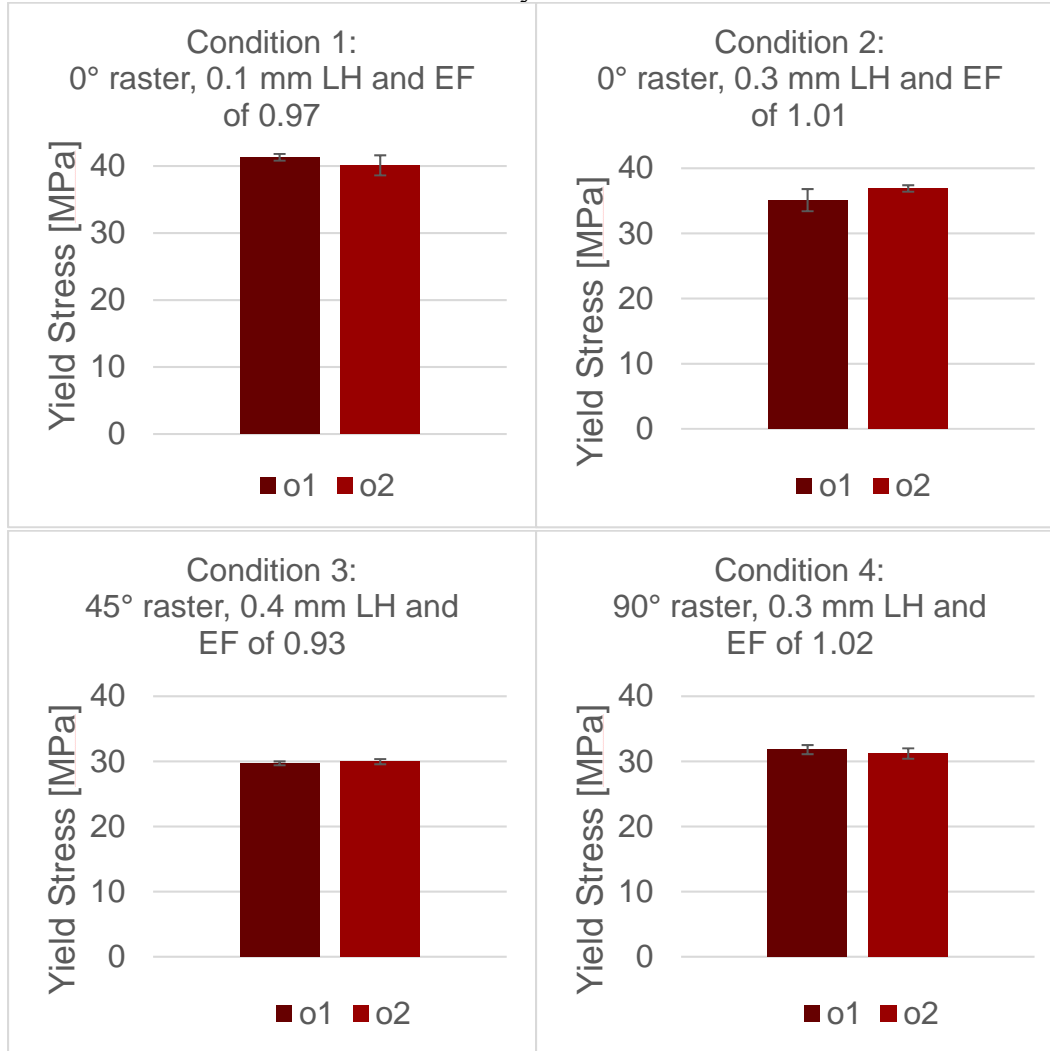 Condition 1:
0° raster, 0.1 mm LH and EF
of 0.97
Yield Stress [MPa]
40
30
20
10
0
o1 o2
Condition 2:
0° raster, 0.3 mm LH and EF
of 1.01
Yield Stress [MPa]
40
30
20
10
0
o1 o2
Condition 3:
45° raster, 0.4 mm LH and
EF of 0.93
Yield Stress [MPa]
40
30
20
10
0
o1 o2
Condition 4:
90° raster, 0.3 mm LH and
EF of 1.02
Yield Stress [MPa]
40
30
20
10
0
o1 o2